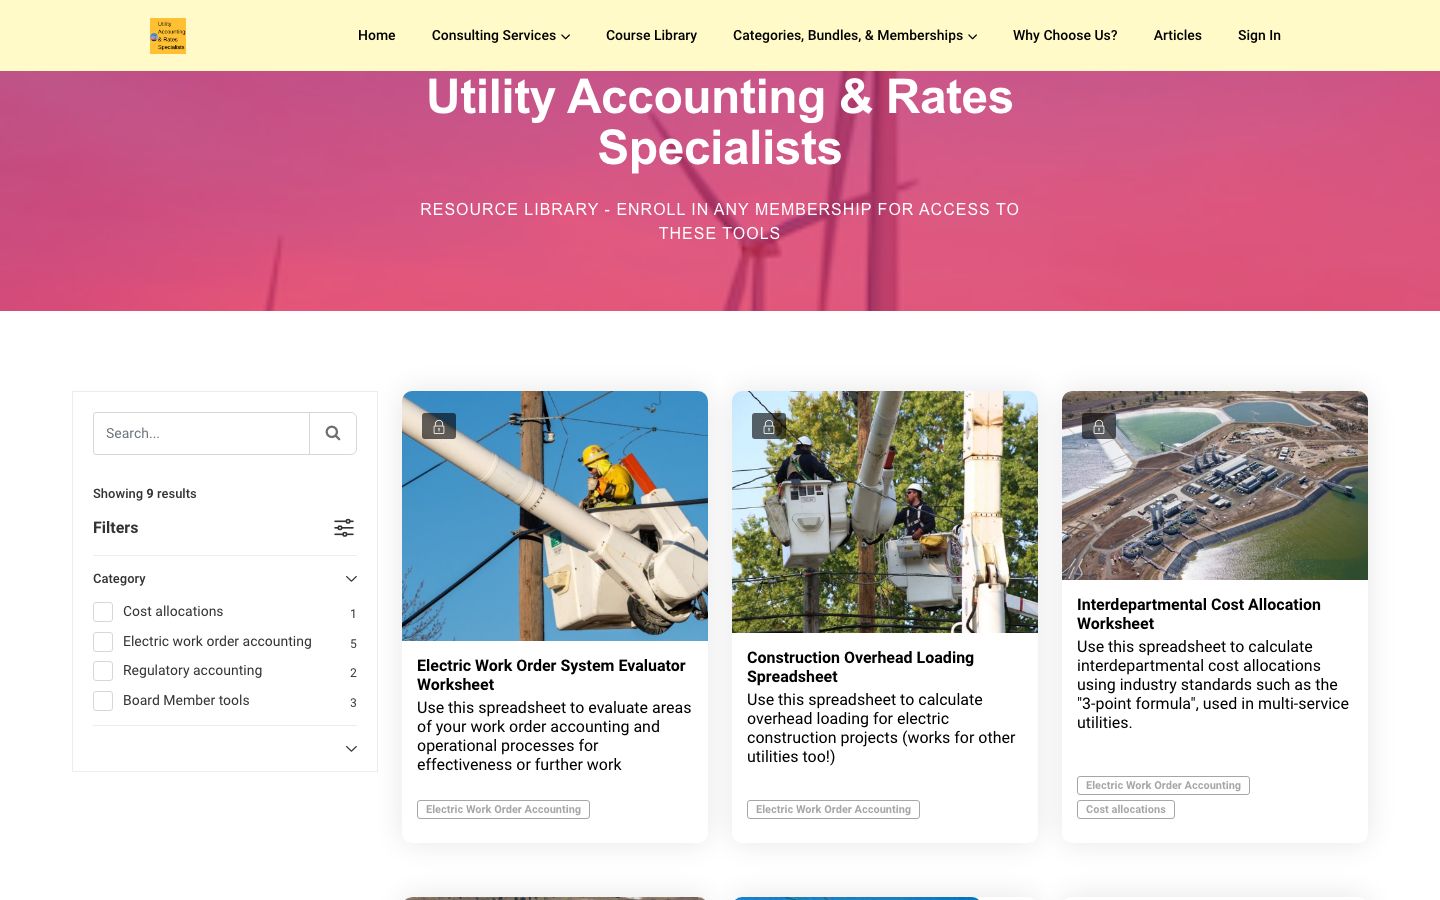 Utility
Accounting
& Rates
Specialists
Home
Consulting Services
Course Library
Categories, Bundles, & Memberships
Why Choose Us?
Articles
Sign In
Utility Accounting & Rates
Specialists
RESOURCE LIBRARY - ENROLL IN ANY MEMBERSHIP FOR ACCESS TO
THESE TOOLS
Search...
Showing 9 results
Filters
Category
Cost allocations 1
Electric work order accounting 5
Regulatory accounting 2
Board Member tools 3
Electric Work Order System Evaluator
Worksheet
Use this spreadsheet to evaluate areas
of your work order accounting and
operational processes for
effectiveness or further work
Electric Work Order Accounting
Construction Overhead Loading
Spreadsheet
Use this spreadsheet to calculate
overhead loading for electric
construction projects (works for other
utilities too!)
Electric Work Order Accounting
Interdepartmental Cost Allocation
Worksheet
Use this spreadsheet to calculate
interdepartmental cost allocations
using industry standards such as the
"3-point formula", used in multi-service
utilities.
Electric Work Order Accounting
Cost allocations